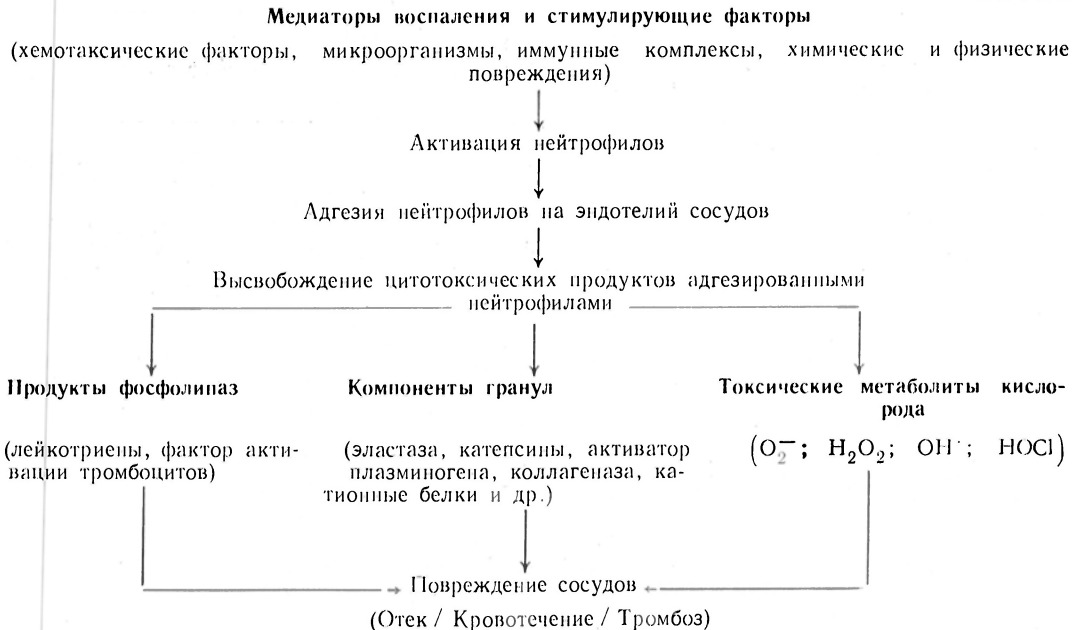 Медиаторы воспаления и стимулирующие факторы
(хемотаксические факторы, микроорганизмы, иммунные комплексы, химические и физические
повреждения)
Активация нейтрофилов
Адгезия нейтрофилов на эндотелий сосудов
Высвобождение цитотоксических продуктов адгезированными
нейтрофилами
Продукты фосфолипаз
(лейкотриены, фактор акти-
вации тромбоцитов)
Компоненты гранул
(эластаза, катепсины, активатор
плазминогена, коллагеназа, ка-
тионные белки и др.)
Токсические метаболиты кисло-
рода
(O₂⁻; H₂O₂; OH˙; HOCl)
Повреждение сосудов
(Отек / Кровотечение / Тромбоз)